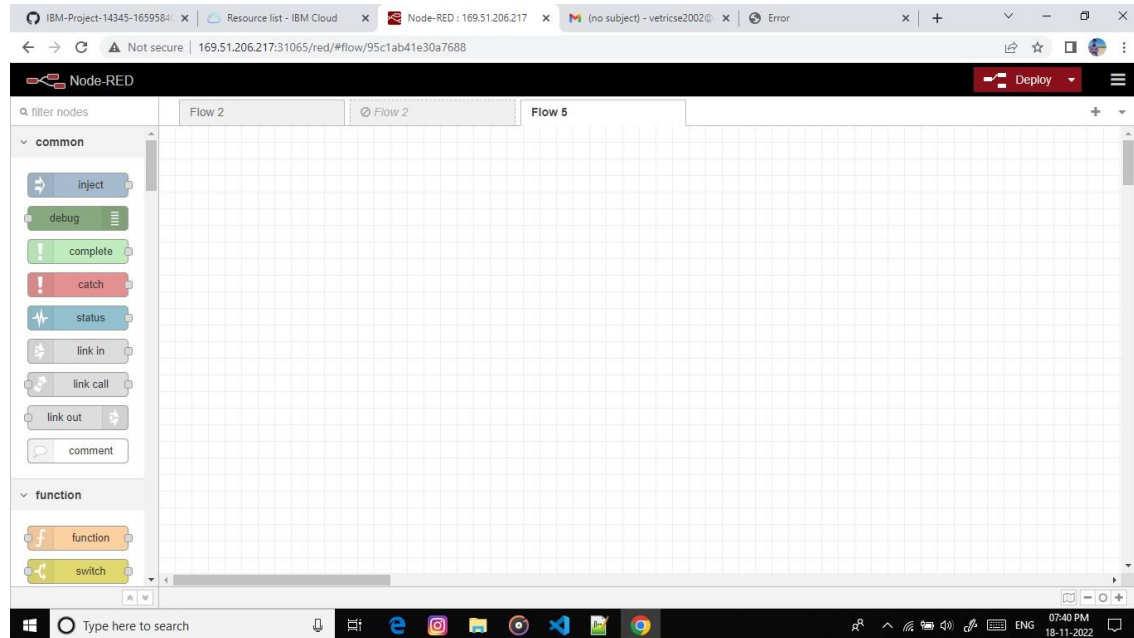 IBM-Project-14345-1659584( Resource list - IBM Cloud Node-RED : 169.51.206.217 (no subject) - vetricse2002@ Error
Not secure 169.51.206.217:31065/red/#flow/95c1ab41e30a7688
Node-RED Deploy
filter nodes Flow 2 Flow 2 Flow 5
common
inject
debug
complete
catch
status
link in
link call
link out
comment
function
function
switch
Type here to search ENG 07:40 PM
18-11-2022